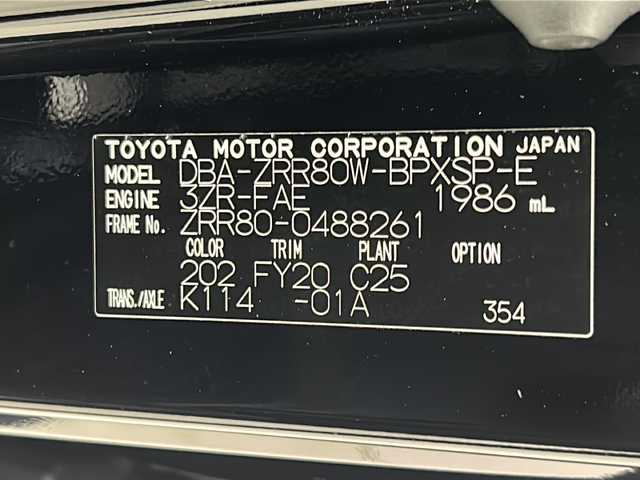 TOYOTA MOTOR CORPORATION JAPAN
MODEL DBA-ZRR80W-BPXSP-E
ENGINE 3ZR-FAE 1986 mL
FRAME No. ZRR80-0488261
COLOR TRIM PLANT OPTION
202 FY20 C25
TRANS./AXLE K114 -01A 354